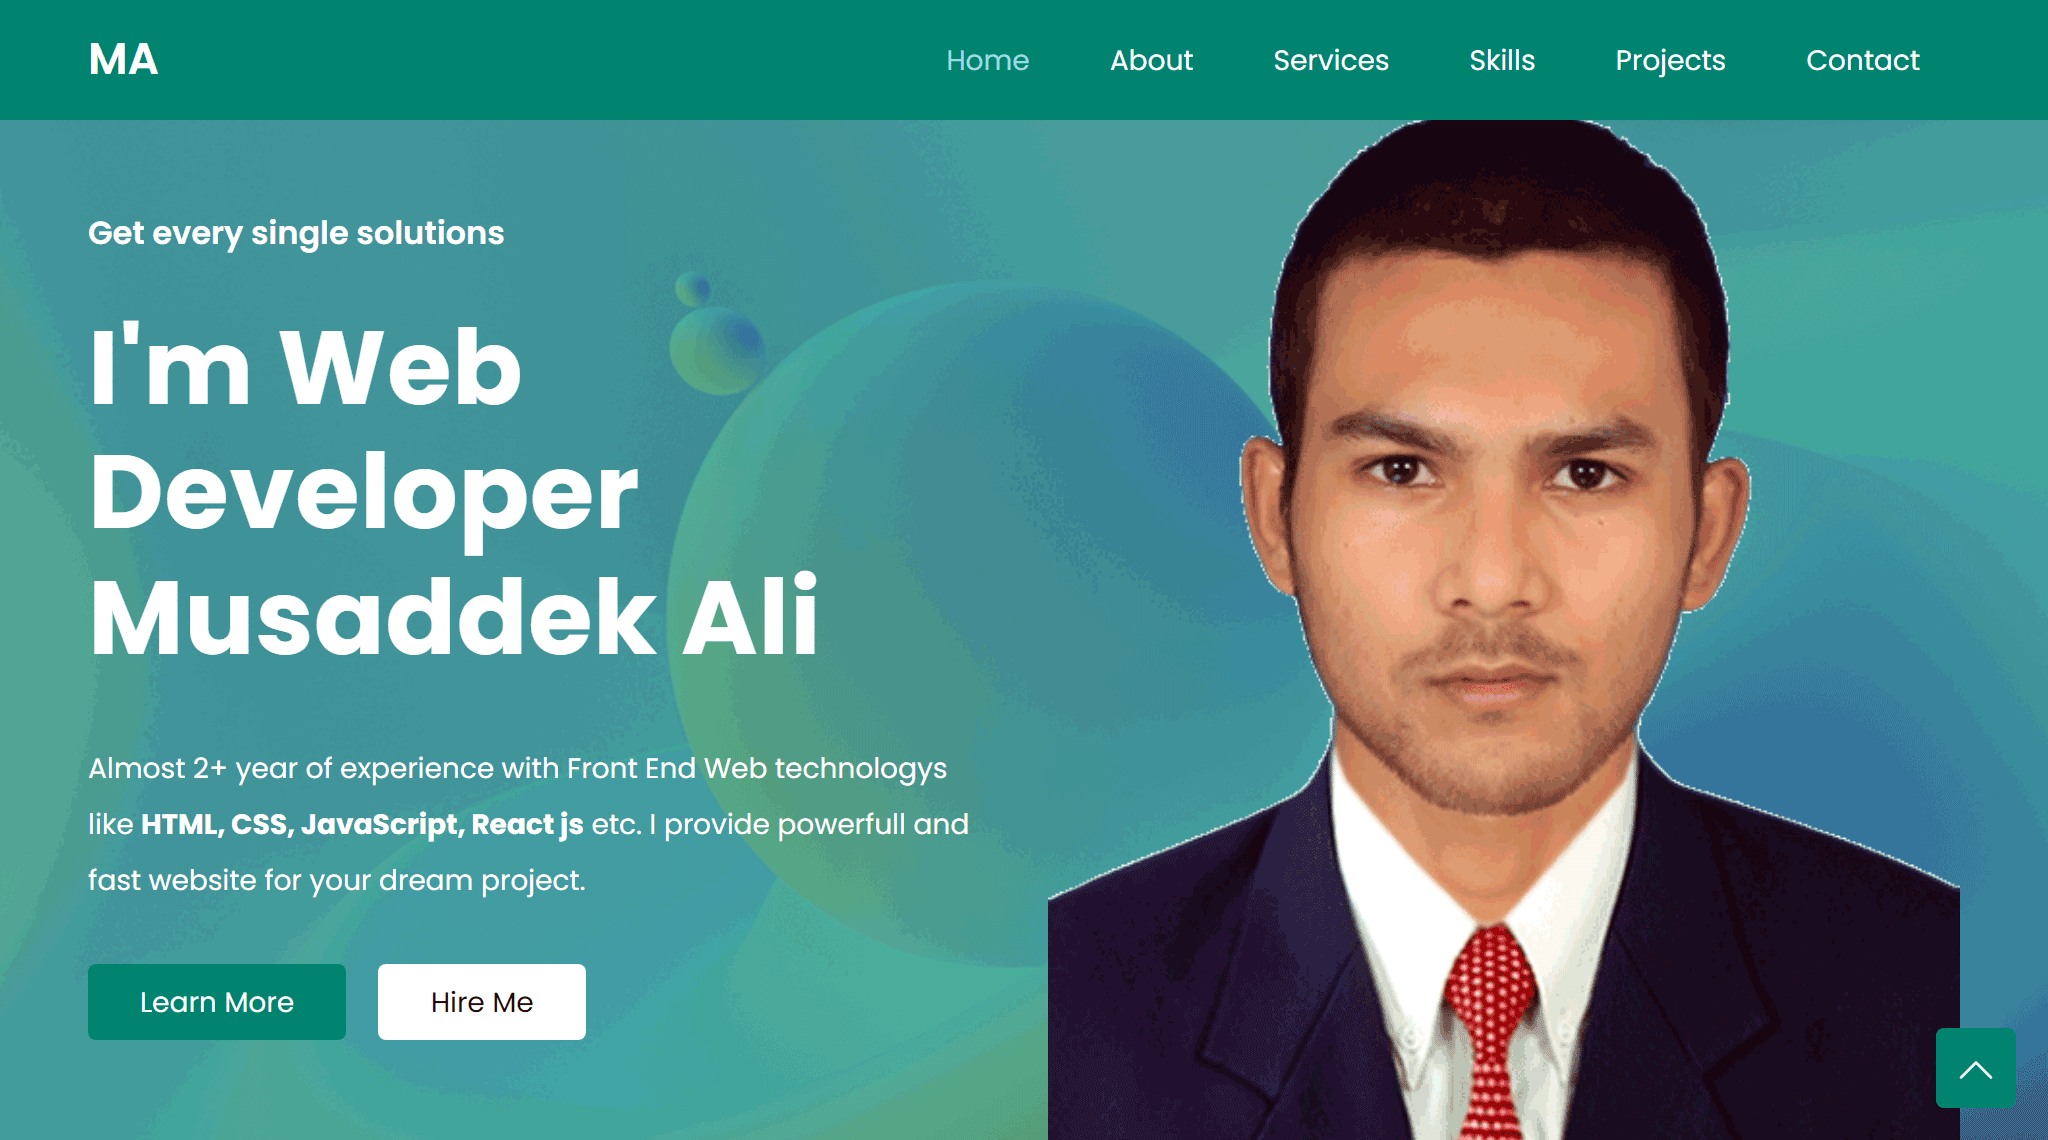 MA
Home About Services Skills Projects Contact
Get every single solutions
I'm Web
Developer
Musaddek Ali
Almost 2+ year of experience with Front End Web technologys
like HTML, CSS, JavaScript, React js etc. I provide powerfull and
fast website for your dream project.
Learn More Hire Me